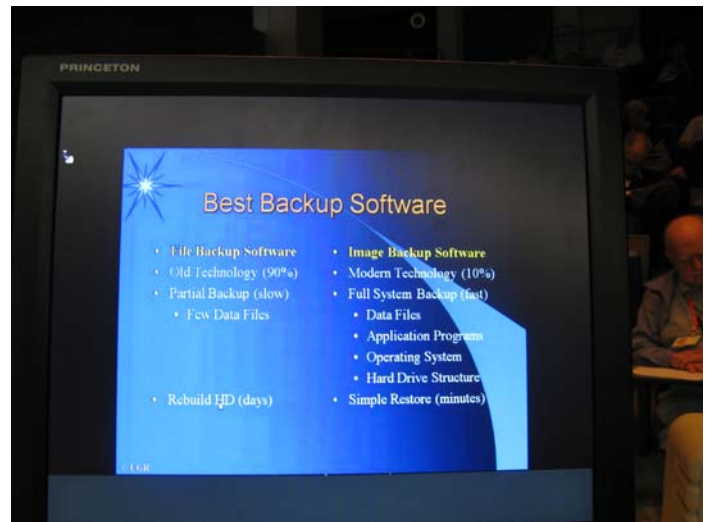 PRINCETON
Best Backup Software
• File Backup Software
• Old Technology (90%)
• Partial Backup (slow)
• Few Data Files
• Rebuild HD (days)
• Image Backup Software
• Modern Technology (10%)
• Full System Backup (fast)
• Data Files
• Application Programs
• Operating System
• Hard Drive Structure
• Simple Restore (minutes)